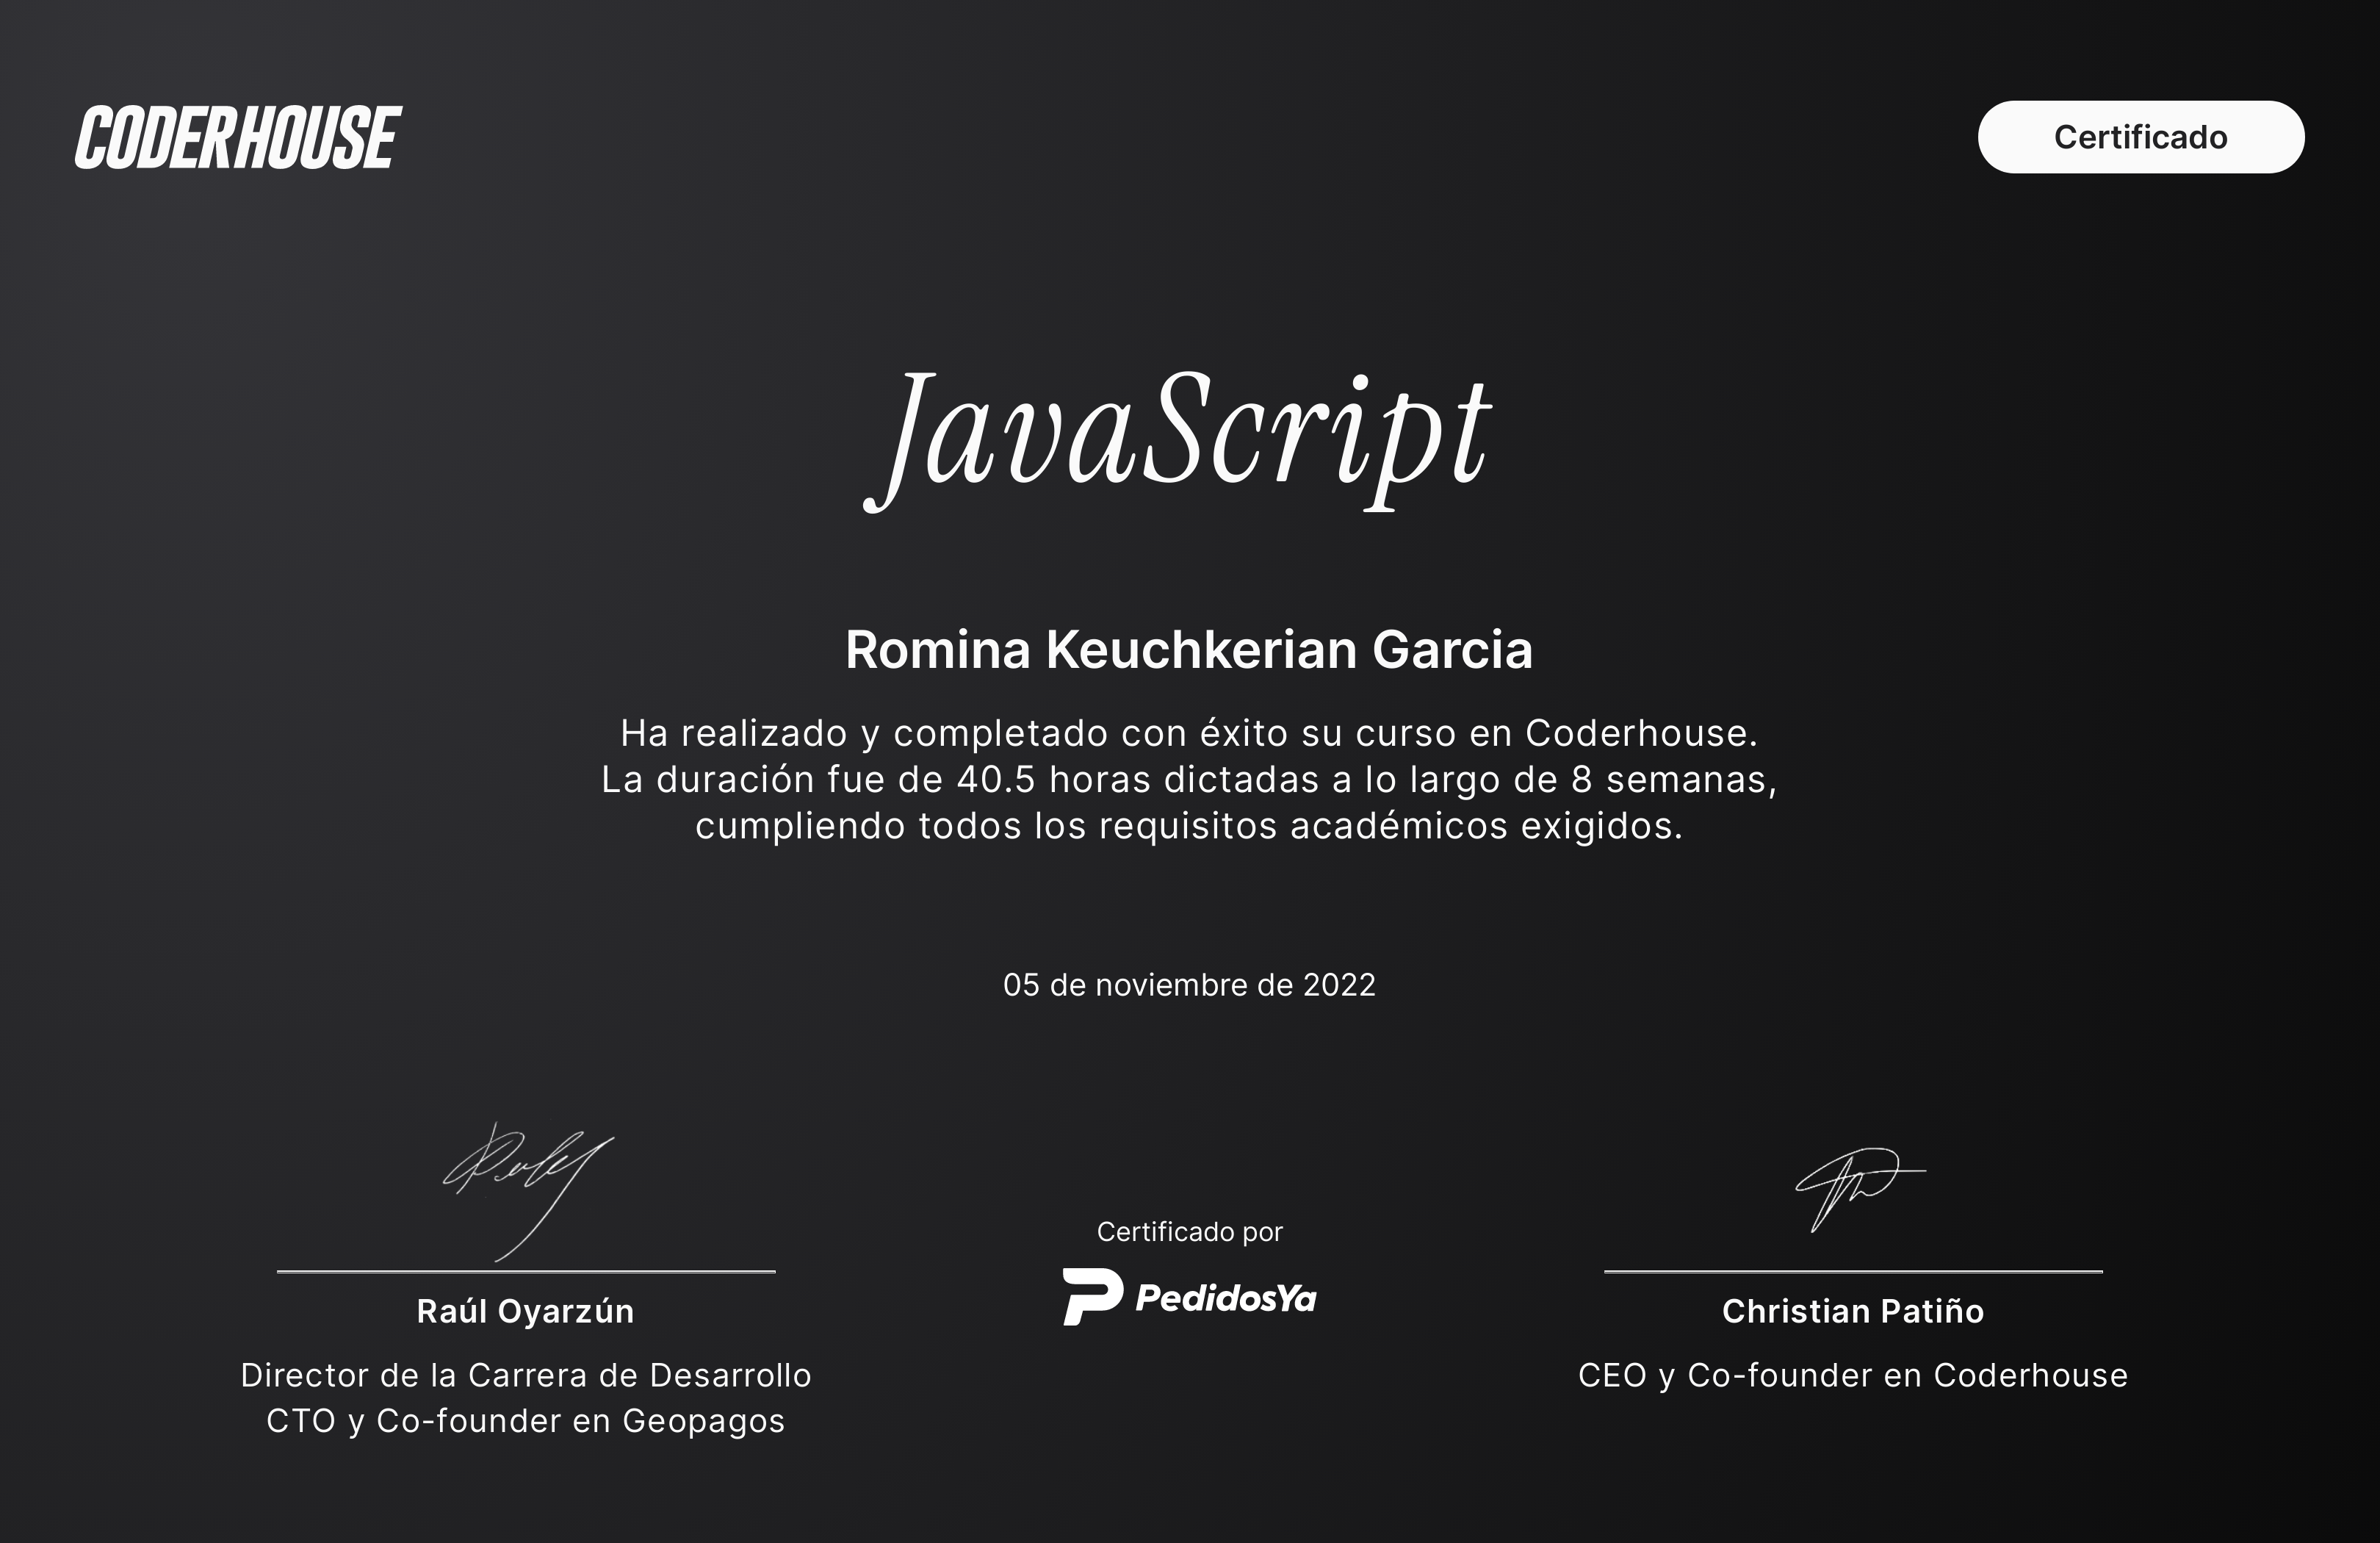 CODERHOUSE
Certificado
JavaScript
Romina Keuchkerian Garcia
Ha realizado y completado con éxito su curso en Coderhouse.
La duración fue de 40.5 horas dictadas a lo largo de 8 semanas,
cumpliendo todos los requisitos académicos exigidos.
05 de noviembre de 2022
Raúl Oyarzún
Director de la Carrera de Desarrollo
CTO y Co-founder en Geopagos
Certificado por
PedidosYa
Christian Patiño
CEO y Co-founder en Coderhouse